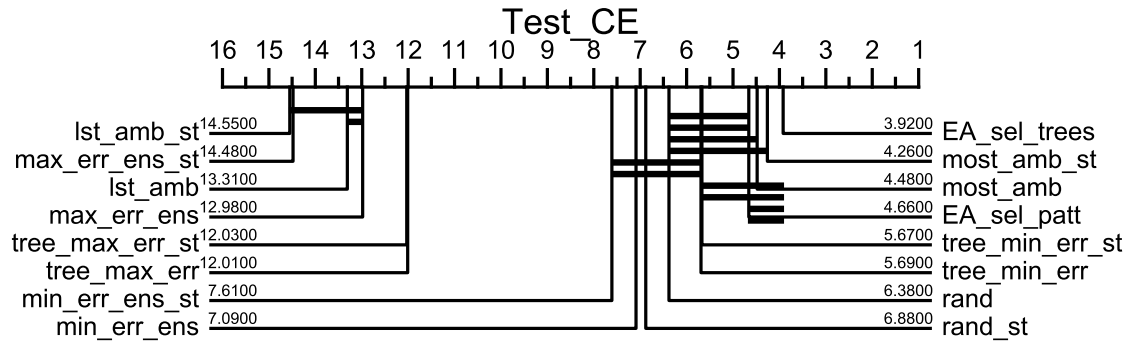 Test_CE
16 15 14 13 12 11 10 9 8 7 6 5 4 3 2 1
lst_amb_st 14.5500 3.9200 EA_sel_trees
max_err_ens_st 14.4800 4.2600 most_amb_st
lst_amb 13.3100 4.4800 most_amb
max_err_ens 12.9800 4.6600 EA_sel_patt
tree_max_err_st 12.0300 5.6700 tree_min_err_st
tree_max_err 12.0100 5.6900 tree_min_err
min_err_ens_st 7.6100 6.3800 rand
min_err_ens 7.0900 6.8800 rand_st